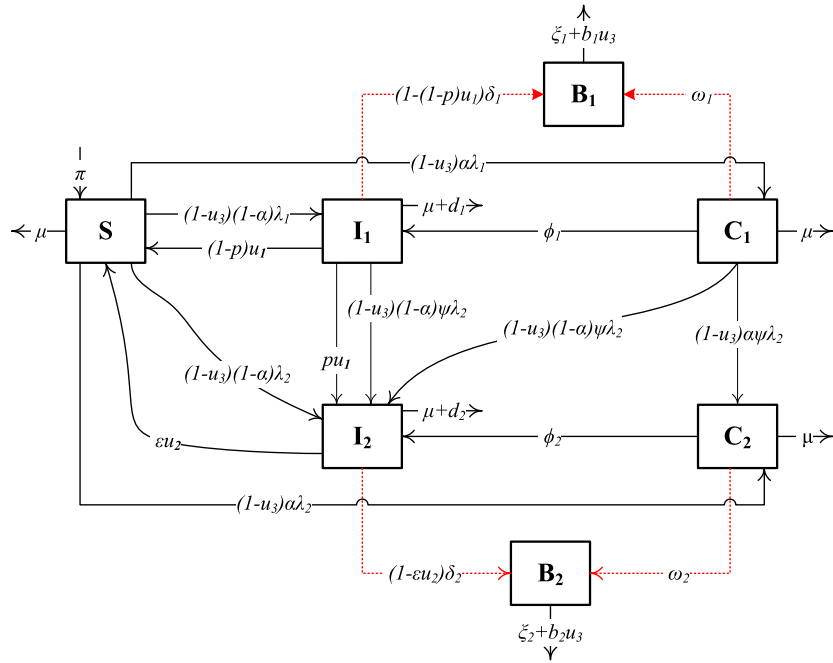 ξ₁+b₁u₃
(1-(1-p)u₁)δ₁
B₁
ω₁
(1-u₃)αλ₁
π
S
(1-u₃)(1-α)λ₁
I₁
μ+d₁
C₁
μ
ϕ₁
μ
(1-p)u₁
(1-u₃)(1-α)ψλ₂
(1-u₃)(1-α)ψλ₂
(1-u₃)αψλ₂
pu₁
(1-u₃)(1-α)λ₂
μ+d₂
I₂
C₂
εu₂
ϕ₂
μ
(1-u₃)αλ₂
(1-εu₂)δ₂
B₂
ω₂
ξ₂+b₂u₃